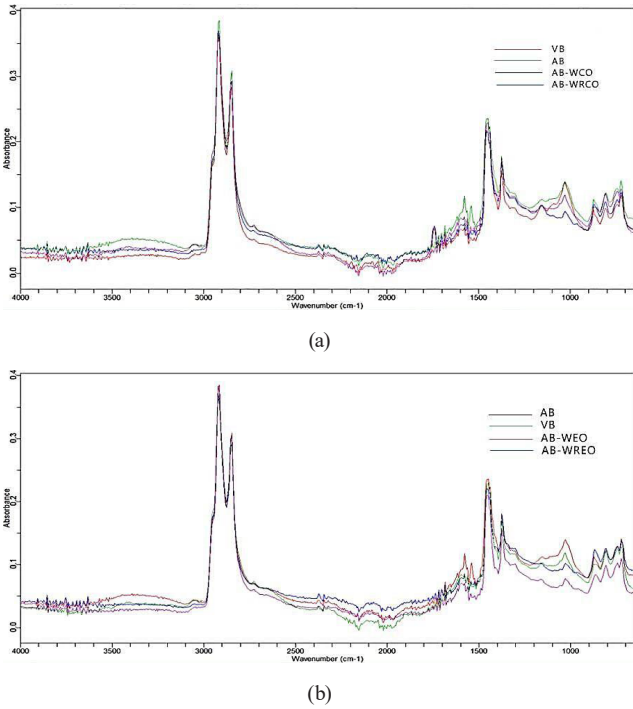 0,4
0,3
0,2
0,1
0,0
Absorbance
VB
AB
AB-WCO
AB-WRCO
4000 3500 3000 2500 2000 1500 1000
Wavenumber (cm-1)
(a)
0,4
0,3
0,2
0,1
0,0
Absorbance
AB
VB
AB-WEO
AB-WREO
4000 3500 3000 2500 2000 1500 1000
Wavenumber (cm-1)
(b)